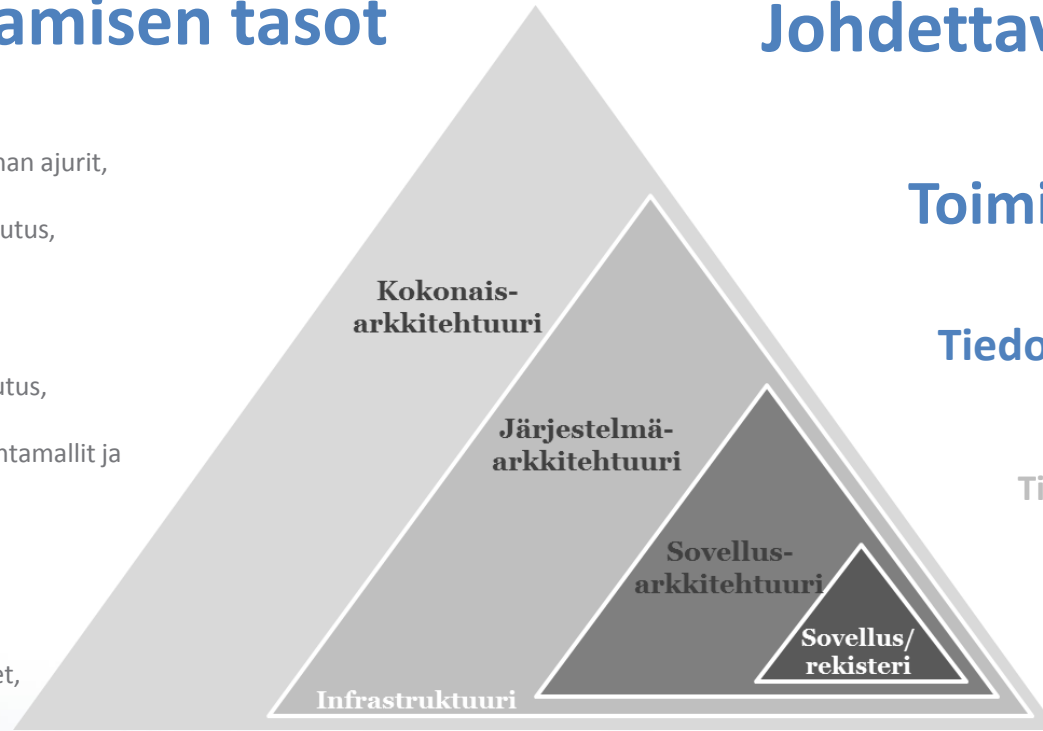 amisen tasot
Johdettav
nan ajurit,
utus,
utus,
ntamallit ja
et,
Kokonais-
arkkitehtuuri
Järjestelmä-
arkkitehtuuri
Sovellus-
arkkitehtuuri
Sovellus/
rekisteri
Infrastruktuuri
Toimi
Tiedo
Ti